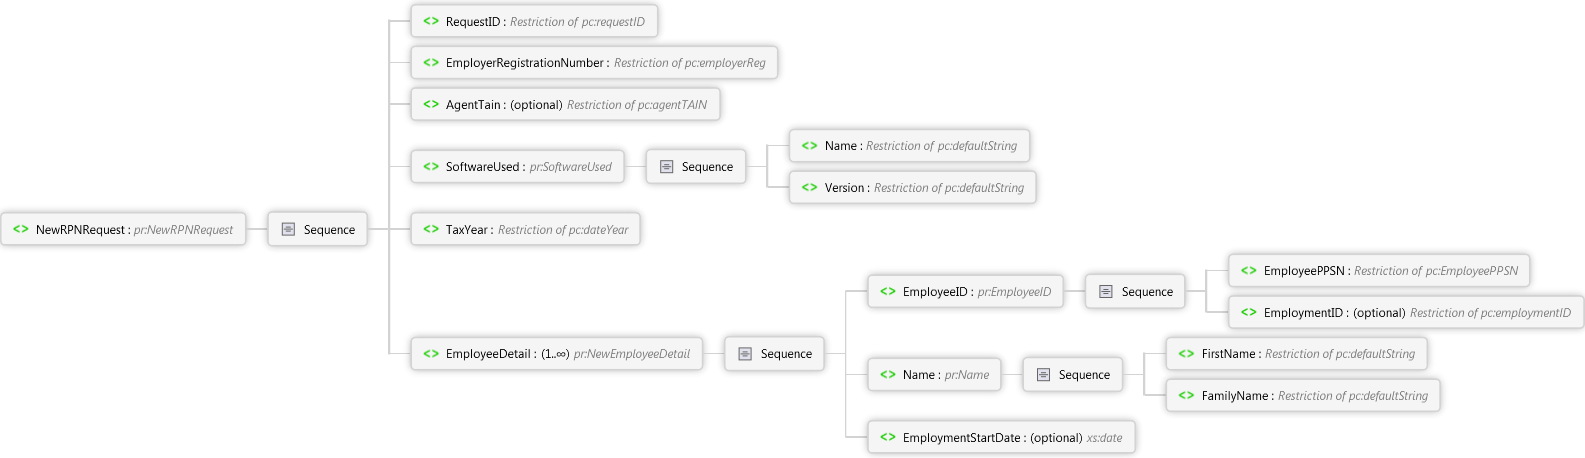 <> RequestID : Restriction of pc:requestID
<> EmployerRegistrationNumber : Restriction of pc:employerReg
<> AgentTain : (optional) Restriction of pc:agentTAIN
<> Name : Restriction of pc:defaultString
<> SoftwareUsed : pr:SoftwareUsed
Sequence
<> Version : Restriction of pc:defaultString
<> NewRPNRequest : pr:NewRPNRequest
Sequence
<> TaxYear : Restriction of pc:dateYear
<> EmployeePPSN : Restriction of pc:EmployeePPSN
<> EmployeeID : pr:EmployeeID
Sequence
<> EmploymentID : (optional) Restriction of pc:employmentID
<> EmployeeDetail : (1..∞) pr:NewEmployeeDetail
Sequence
<> FirstName : Restriction of pc:defaultString
<> Name : pr:Name
Sequence
<> FamilyName : Restriction of pc:defaultString
<> EmploymentStartDate : (optional) xs:date